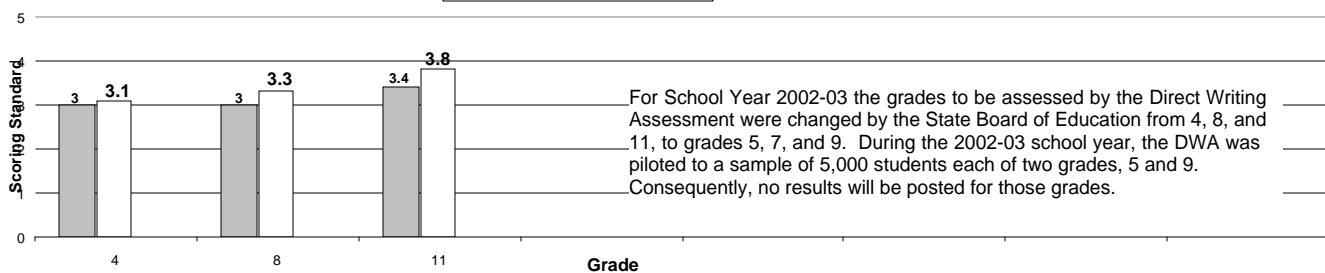 5
4
3
2
1
0
Scoring Standard
3
3.1
3
3.3
3.4
3.8
4
8
11
Grade
For School Year 2002-03 the grades to be assessed by the Direct Writing
Assessment were changed by the State Board of Education from 4, 8, and
11, to grades 5, 7, and 9. During the 2002-03 school year, the DWA was
piloted to a sample of 5,000 students each of two grades, 5 and 9.
Consequently, no results will be posted for those grades.